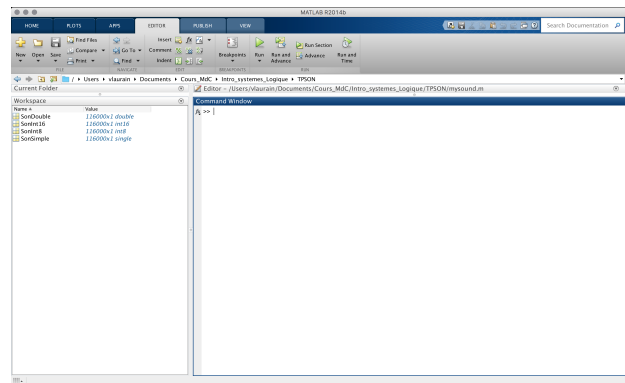 MATLAB R2014b
HOME PLOTS APPS EDITOR PUBLISH VIEW Search Documentation
New Open Save Find Files Compare Print Go To Find Insert Comment Indent Breakpoints Run Run and Advance Run Section Advance Run and Time
FILE NAVIGATE EDIT BREAKPOINTS RUN
/ Users vlaurain Documents Cours_MdC Intro_systemes_Logique TPSON
Current Folder
Editor - /Users/vlaurain/Documents/Cours_MdC/Intro_systemes_Logique/TPSON/mysound.m
Workspace
Command Window
Name Value
SonDouble 116000x1 double
SonInt16 116000x1 int16
SonInt8 116000x1 int8
SonSimple 116000x1 single
fx >>